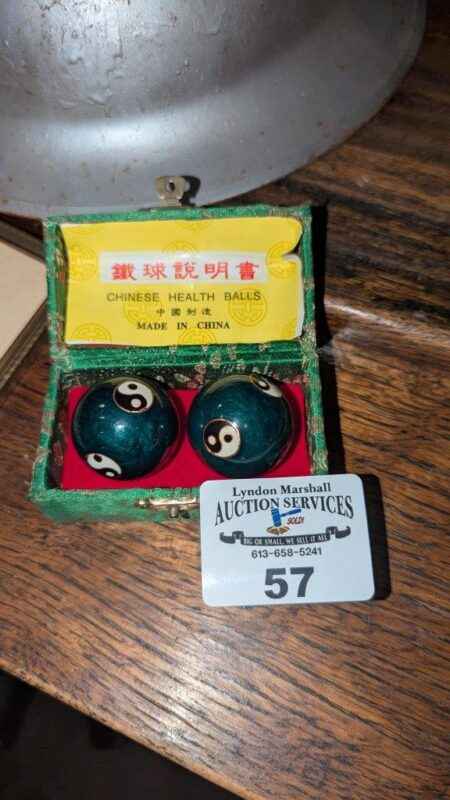 鐵球說明書
CHINESE HEALTH BALLS
中國制造
MADE IN CHINA
Lyndon Marshall
AUCTION SERVICES
SOLD!
BIG OR SMALL, WE SELL IT ALL
613-658-5241
57